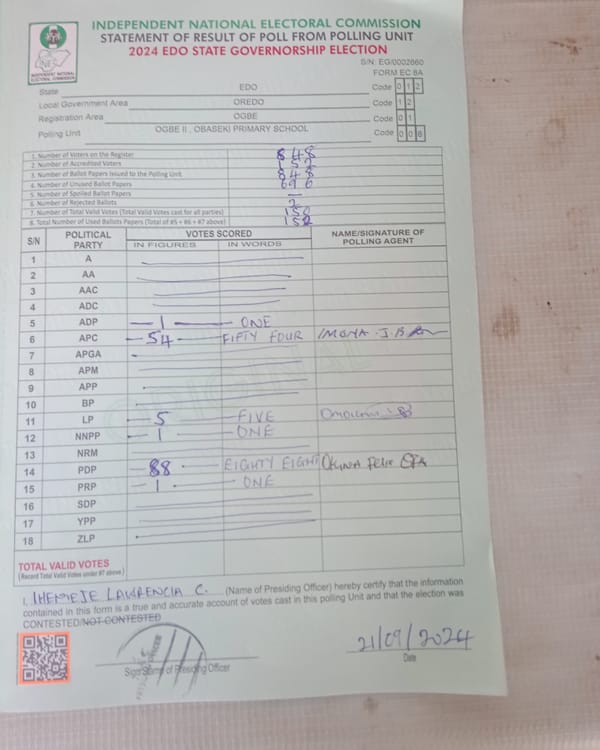 INDEPENDENT NATIONAL ELECTORAL COMMISSION
STATEMENT OF RESULT OF POLL FROM POLLING UNIT
2024 EDO STATE GOVERNORSHIP ELECTION
INDEPENDENT NATIONAL ELECTORAL COMMISSION
S/N: EG/0002660
FORM EC 8A
State EDO Code 0 1 2
Local Government Area OREDO Code 1 2
Registration Area OGBE Code 0 1
Polling Unit OGBE II , OBASEKI PRIMARY SCHOOL Code 0 0 8
1. Number of Voters on the Register 848
2. Number of Accredited Voters 152
3. Number of Ballot Papers Issued to the Polling Unit 848
4. Number of Unused Ballot Papers 696
5. Number of Spoiled Ballot Papers —
6. Number of Rejected Ballots 2
7. Number of Total Valid Votes (Total Valid Votes cast for all parties) 150
8. Total Number of Used Ballots Papers (Total of #5 + #6 + #7 above) 152
S/N POLITICAL PARTY VOTES SCORED NAME/SIGNATURE OF POLLING AGENT
IN FIGURES IN WORDS
1 A
2 AA
3 AAC
4 ADC
5 ADP 1 ONE
6 APC 54 FIFTY FOUR IMONA J.B
7 APGA
8 APM
9 APP
10 BP
11 LP 5 FIVE
12 NNPP 1 ONE
13 NRM
14 PDP 88 EIGHTY EIGHT Felix
15 PRP 1 ONE
16 SDP
17 YPP
18 ZLP
TOTAL VALID VOTES
(Record Total Valid Votes under #7 above)
I, IHEMEJE LAWRENCIA C. (Name of Presiding Officer) hereby certify that the information
contained in this form is a true and accurate account of votes cast in this polling Unit and that the election was
CONTESTED/NOT CONTESTED
21/09/2024
Signature of Presiding Officer Date